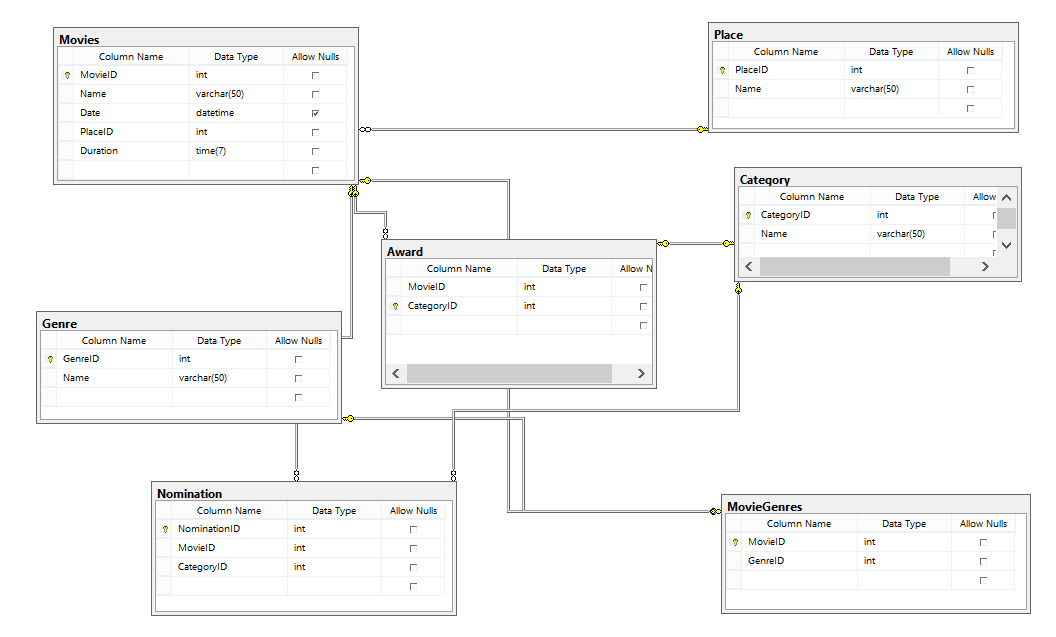 Movies
Column Name Data Type Allow Nulls
MovieID int
Name varchar(50)
Date datetime
PlaceID int
Duration time(7)
Place
Column Name Data Type Allow Nulls
PlaceID int
Name varchar(50)
Category
Column Name Data Type Allow
CategoryID int
Name varchar(50)
Award
Column Name Data Type Allow N
MovieID int
CategoryID int
Genre
Column Name Data Type Allow Nulls
GenreID int
Name varchar(50)
Nomination
Column Name Data Type Allow Nulls
NominationID int
MovieID int
CategoryID int
MovieGenres
Column Name Data Type Allow Nulls
MovieID int
GenreID int